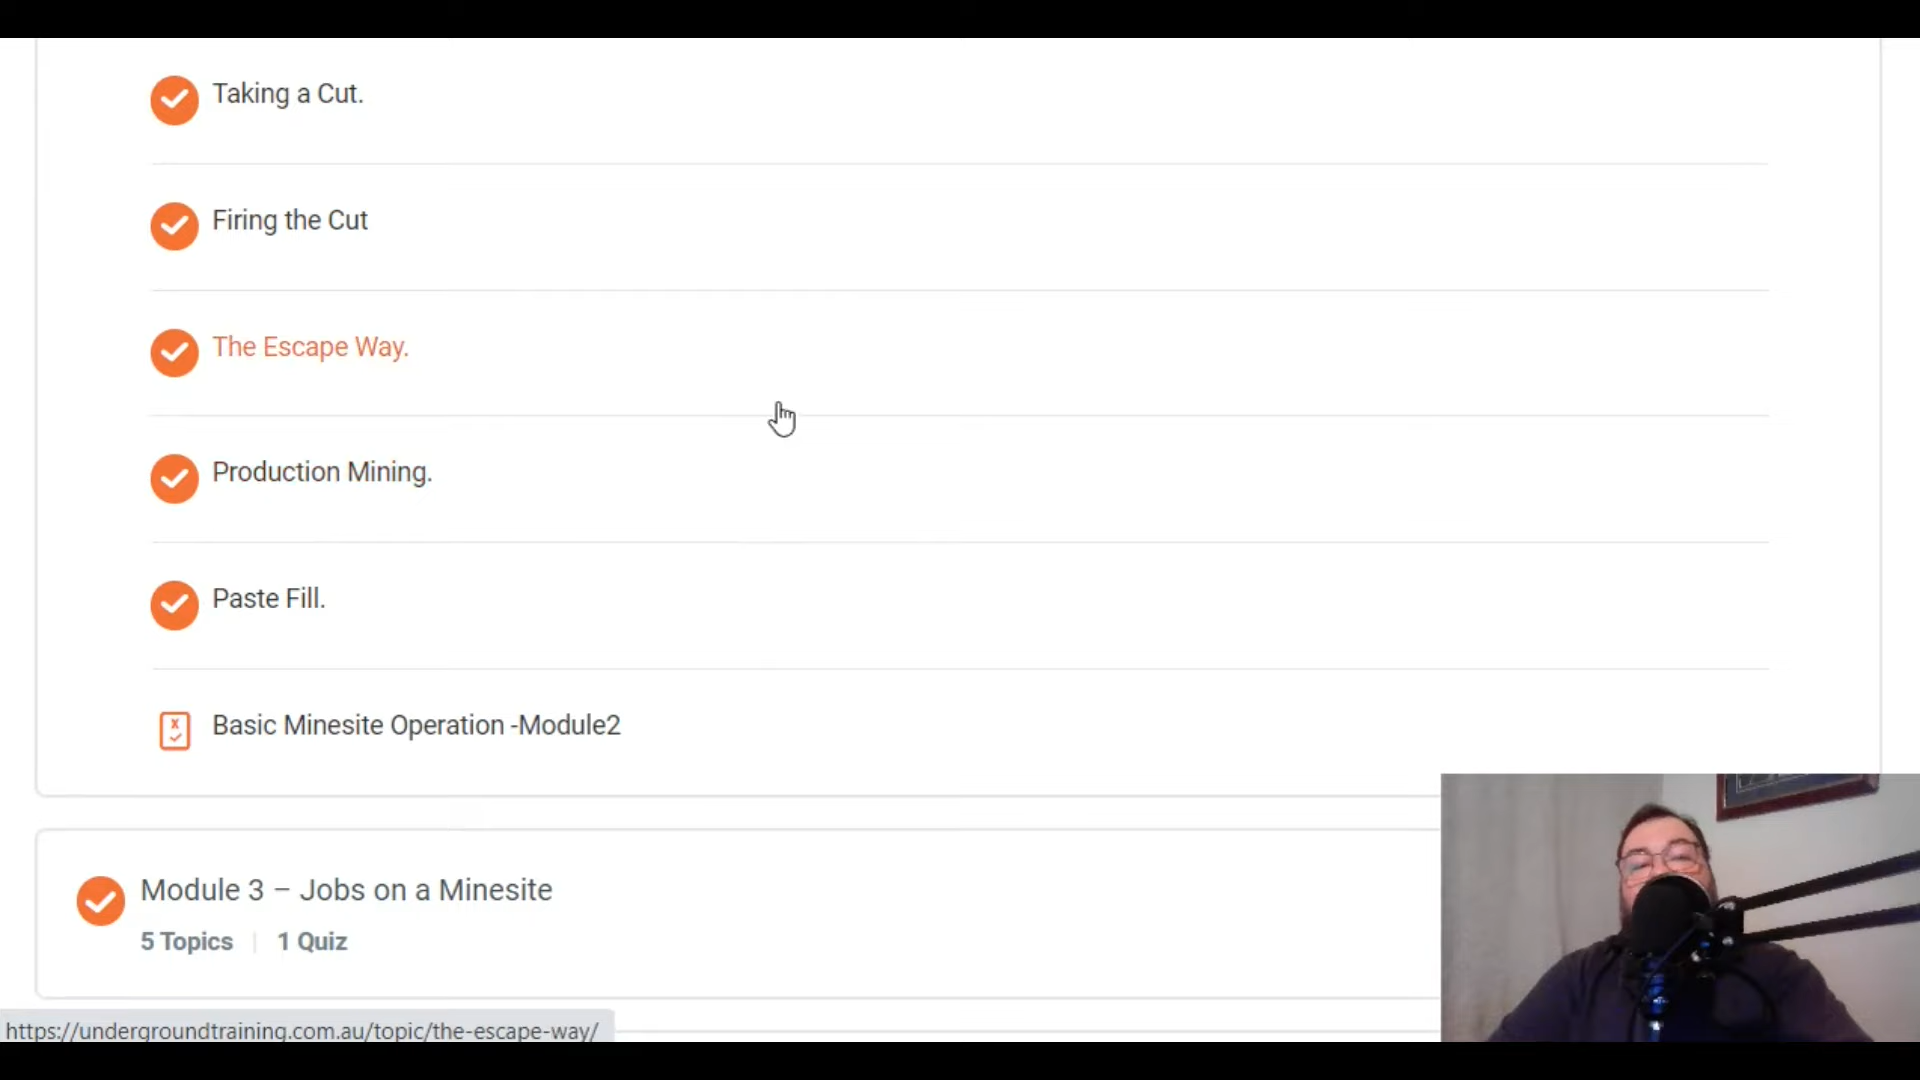 Taking a Cut.
Firing the Cut
The Escape Way.
Production Mining.
Paste Fill.
Basic Minesite Operation -Module2
Module 3 – Jobs on a Minesite
5 Topics | 1 Quiz
https://undergroundtraining.com.au/topic/the-escape-way/